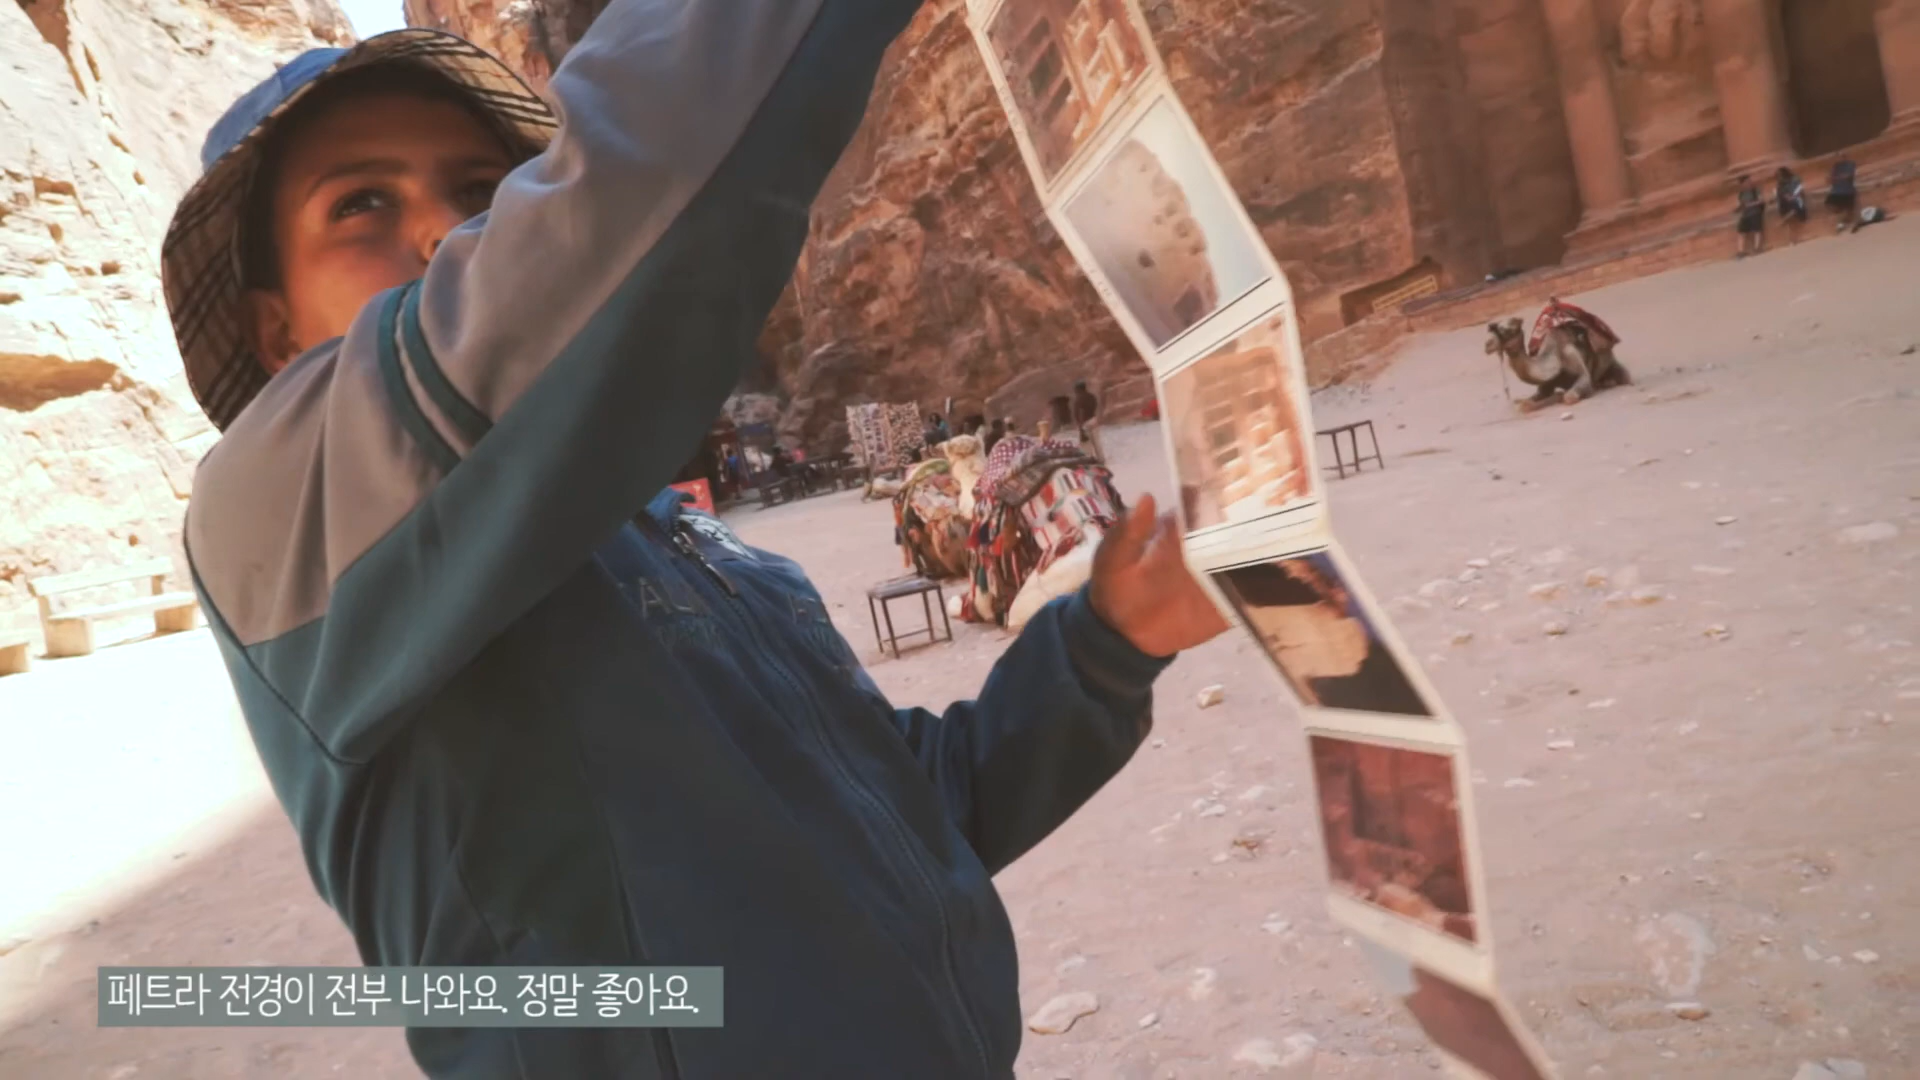 페트라 전경이 전부 나와요. 정말 좋아요.